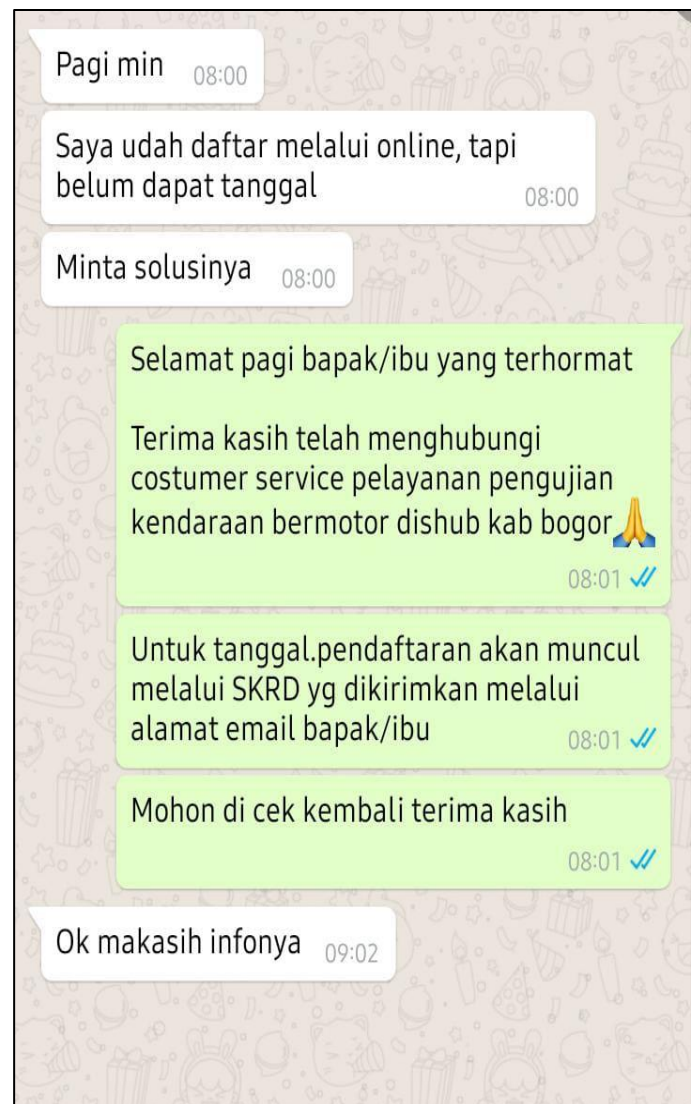 Pagi min 08:00
Saya udah daftar melalui online, tapi
belum dapat tanggal 08:00
Minta solusinya 08:00
Selamat pagi bapak/ibu yang terhormat
Terima kasih telah menghubungi
costumer service pelayanan pengujian
kendaraan bermotor dishub kab bogor🙏
08:01
Untuk tanggal.pendaftaran akan muncul
melalui SKRD yg dikirimkan melalui
alamat email bapak/ibu 08:01
Mohon di cek kembali terima kasih
08:01
Ok makasih infonya 09:02